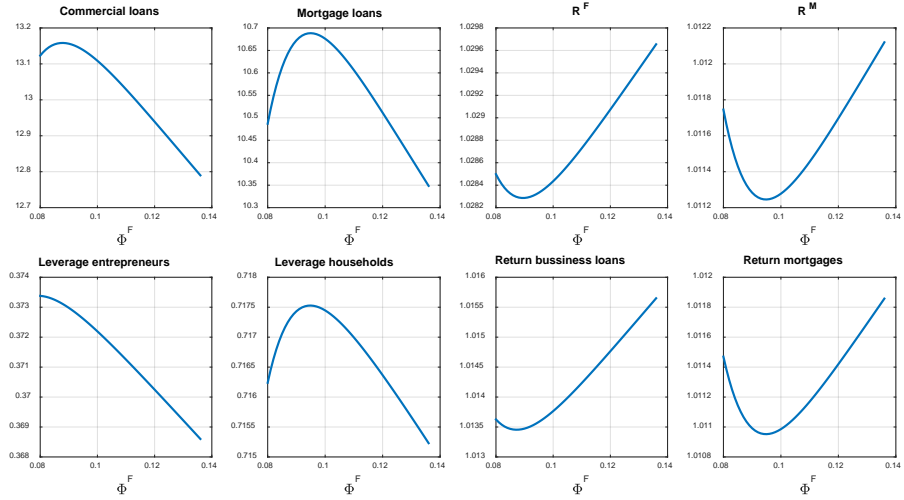 Commercial loans
13.2
13.1
13
12.9
12.8
12.7
0.08 0.1 0.12 0.14
Φ^F
Mortgage loans
10.7
10.65
10.6
10.55
10.5
10.45
10.4
10.35
10.3
0.08 0.1 0.12 0.14
Φ^F
R^F
1.0298
1.0296
1.0294
1.0292
1.029
1.0288
1.0286
1.0284
1.0282
0.08 0.1 0.12 0.14
Φ^F
R^M
1.0122
1.012
1.0118
1.0116
1.0114
1.0112
0.08 0.1 0.12 0.14
Φ^F
Leverage entrepreneurs
0.374
0.373
0.372
0.371
0.37
0.369
0.368
0.08 0.1 0.12 0.14
Φ^F
Leverage households
0.718
0.7175
0.717
0.7165
0.716
0.7155
0.715
0.08 0.1 0.12 0.14
Φ^F
Return bussiness loans
1.016
1.0155
1.015
1.0145
1.014
1.0135
1.013
0.08 0.1 0.12 0.14
Φ^F
Return mortgages
1.012
1.0118
1.0116
1.0114
1.0112
1.011
1.0108
0.08 0.1 0.12 0.14
Φ^F